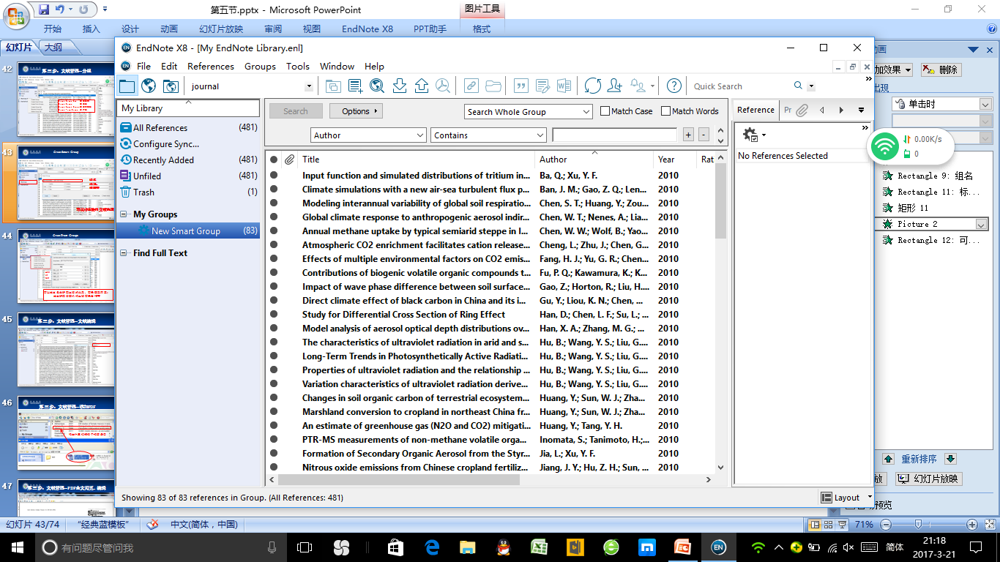 第五节.pptx - Microsoft PowerPoint
图片工具
开始 插入 设计 动画 幻灯片放映 审阅 视图 EndNote X8 PPT助手 格式
幻灯片 大纲
42
43
44
45
46
47
EndNote X8 - [My EndNote Library.enl]
File Edit References Groups Tools Window Help
journal
Quick Search
My Library
All References (481)
Configure Sync...
Recently Added (481)
Unfiled (481)
Trash (1)
My Groups
New Smart Group (83)
Find Full Text
Search Options Search Whole Group Match Case Match Words
Author Contains + -
Title Author Year Rat
Input function and simulated distributions of tritium in... Ba, Q.; Xu, Y. F. 2010
Climate simulations with a new air-sea turbulent flux p... Ban, J. M.; Gao, Z. Q.; Len... 2010
Modeling interannual variability of global soil respiratio... Chen, S. T.; Huang, Y.; Zou... 2010
Global climate response to anthropogenic aerosol indir... Chen, W. T.; Nenes, A.; Lia... 2010
Annual methane uptake by typical semiarid steppe in I... Chen, W. W.; Wolf, B.; Yao... 2010
Atmospheric CO2 enrichment facilitates cation release... Cheng, L.; Zhu, J.; Chen, G... 2010
Effects of multiple environmental factors on CO2 emis... Fang, H. J.; Yu, G. R.; Chen... 2010
Contributions of biogenic volatile organic compounds t... Fu, P. Q.; Kawamura, K.; K... 2010
Impact of wave phase difference between soil surface... Gao, Z.; Horton, R.; Liu, H.... 2010
Direct climate effect of black carbon in China and its i... Gu, Y.; Liou, K. N.; Chen, ... 2010
Study for Differential Cross Section of Ring Effect Han, D.; Chen, L. F.; Su, L.; ... 2010
Model analysis of aerosol optical depth distributions ov... Han, X. A.; Zhang, M. G.; ... 2010
The characteristics of ultraviolet radiation in arid and s... Hu, B.; Wang, Y. S.; Liu, G.... 2010
Long-Term Trends in Photosynthetically Active Radiati... Hu, B.; Wang, Y. S.; Liu, G.... 2010
Properties of ultraviolet radiation and the relationship ... Hu, B.; Wang, Y. S.; Liu, G.... 2010
Variation characteristics of ultraviolet radiation derive... Hu, B.; Wang, Y. S.; Liu, G.... 2010
Changes in soil organic carbon of terrestrial ecosystem... Huang, Y.; Sun, W. J.; Zha... 2010
Marshland conversion to cropland in northeast China fr... Huang, Y.; Sun, W. J.; Zha... 2010
An estimate of greenhouse gas (N2O and CO2) mitigati... Huang, Y.; Tang, Y. H. 2010
PTR-MS measurements of non-methane volatile orga... Inomata, S.; Tanimoto, H.;... 2010
Formation of Secondary Organic Aerosol from the Styr... Jia, L.; Xu, Y. F. 2010
Nitrous oxide emissions from Chinese cropland fertiliz... Jiang, J. Y.; Hu, Z. H.; Sun, ... 2010
Showing 83 of 83 references in Group. (All References: 481)
Layout
Reference Pr
No References Selected
动画
加效果 删除
出现
单击时
0.00K/s
0
Rectangle 9: 组名
Rectangle 11: 标...
矩形 11
Picture 2
Rectangle 12: 可...
重新排序
放 幻灯片放映
自动预览
幻灯片 43/74 “经典蓝模板” 中文(简体，中国) 71%
有问题尽管问我
简体
21:18
2017-3-21